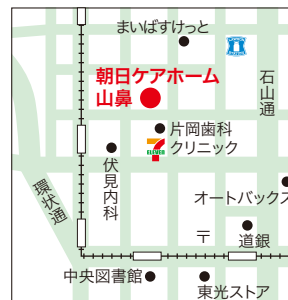 まいばすけっと
朝日ケアホーム
山鼻
石山通
片岡歯科
クリニック
ELEVEN
伏見内科
環状通
オートバックス
〒
道銀
中央図書館
東光ストア